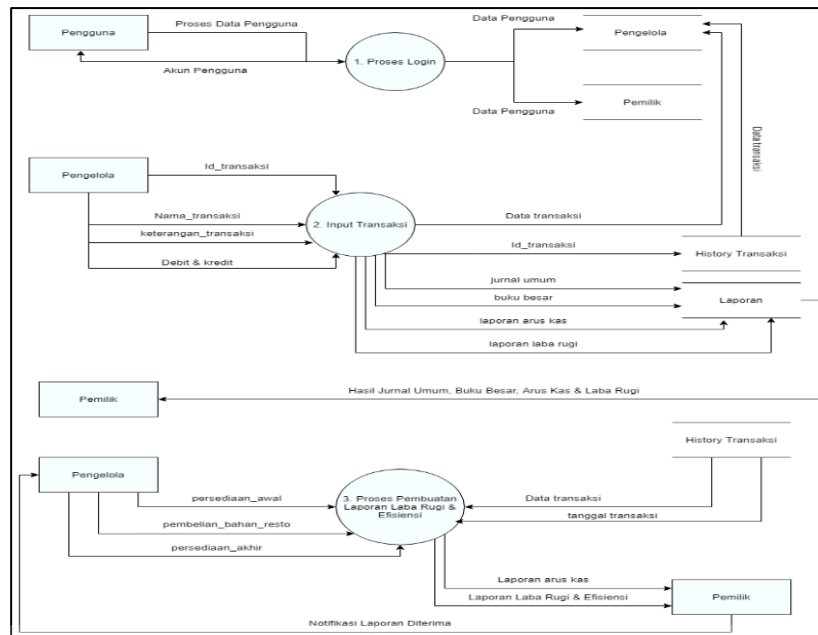 Pengguna
Proses Data Pengguna
Akun Pengguna
1. Proses Login
Data Pengguna
Pengelola
Data Pengguna
Pemilik
Data transaksi
Pengelola
Id_transaksi
Nama_transaksi
keterangan_transaksi
Debit & kredit
2. Input Transaksi
Data transaksi
Id_transaksi
History Transaksi
jurnal umum
buku besar
Laporan
laporan arus kas
laporan laba rugi
Pemilik
Hasil Jurnal Umum, Buku Besar, Arus Kas & Laba Rugi
History Transaksi
Pengelola
persediaan_awal
pembelian_bahan_resto
persediaan_akhir
3. Proses Pembuatan
Laporan Laba Rugi &
Efisiensi
Data transaksi
tanggal transaksi
Laporan arus kas
Laporan Laba Rugi & Efisiensi
Pemilik
Notifikasi Laporan Diterima